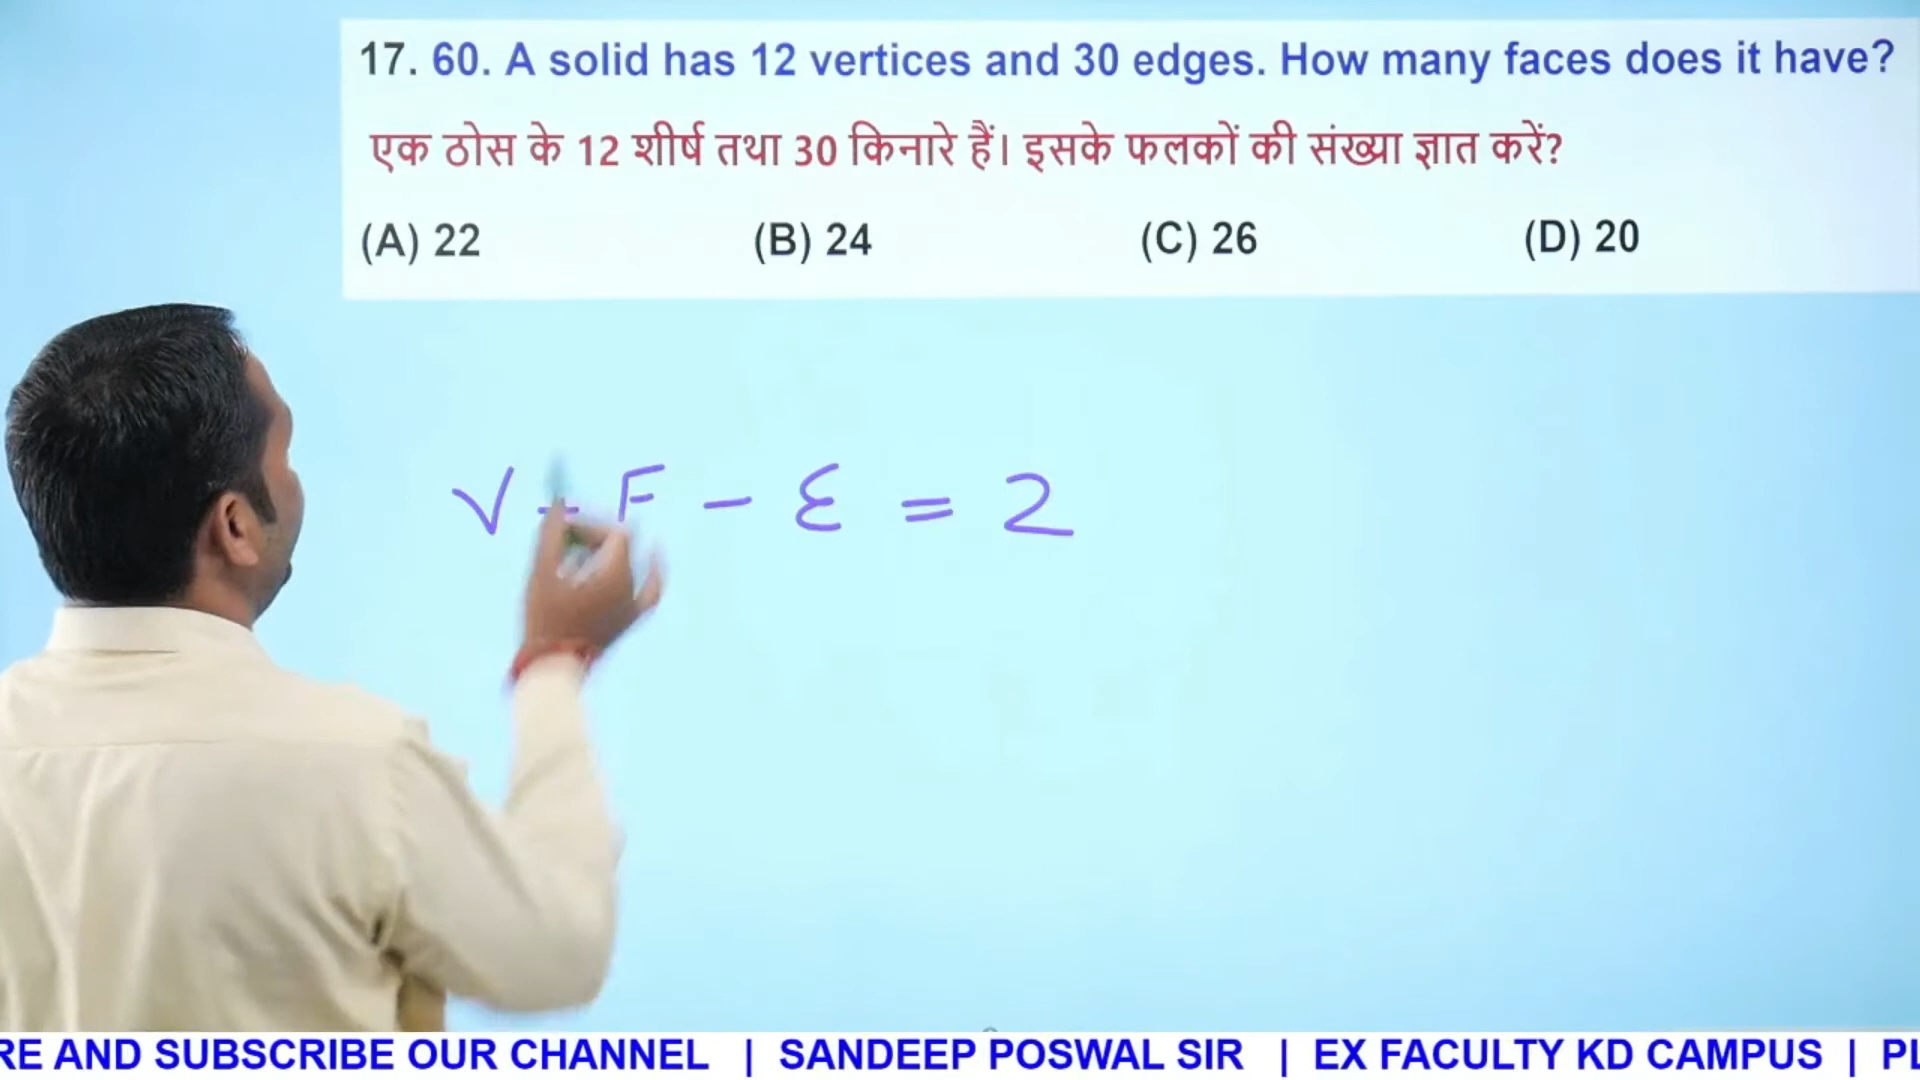 17. 60. A solid has 12 vertices and 30 edges. How many faces does it have?
एक ठोस के 12 शीर्ष तथा 30 किनारे हैं। इसके फलकों की संख्या ज्ञात करें?
(A) 22 (B) 24 (C) 26 (D) 20
V + F - E = 2
RE AND SUBSCRIBE OUR CHANNEL | SANDEEP POSWAL SIR | EX FACULTY KD CAMPUS | PL